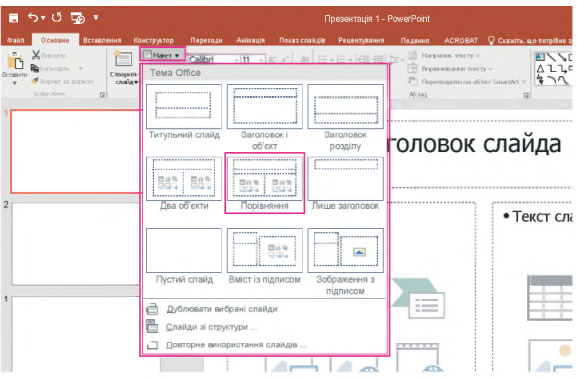 Презентація 1 - PowerPoint
Файл Основне Вставлення Конструктор Переходи Анімація Показ слайдів Рецензування Подання ACROBAT Скажіть, що потрібно з
Вирізати
Копіювати
Формат за зразком
Вставити
Буфер обміну
Створити слайд
Макет
Calibri 11
Напрямок тексту
Вирівнювання тексту
Перетворити на об'єкт SmartArt
Абзац
Тема Office
Титульний слайд
Заголовок і об'єкт
Заголовок розділу
Два об'єкти
Порівняння
Лише заголовок
Пустий слайд
Вміст із підписом
Зображення з підписом
Дублювати вибрані слайди
Слайди зі структури ...
Повторне використання слайдів ...
1
2
1
головок слайда
• Текст сла